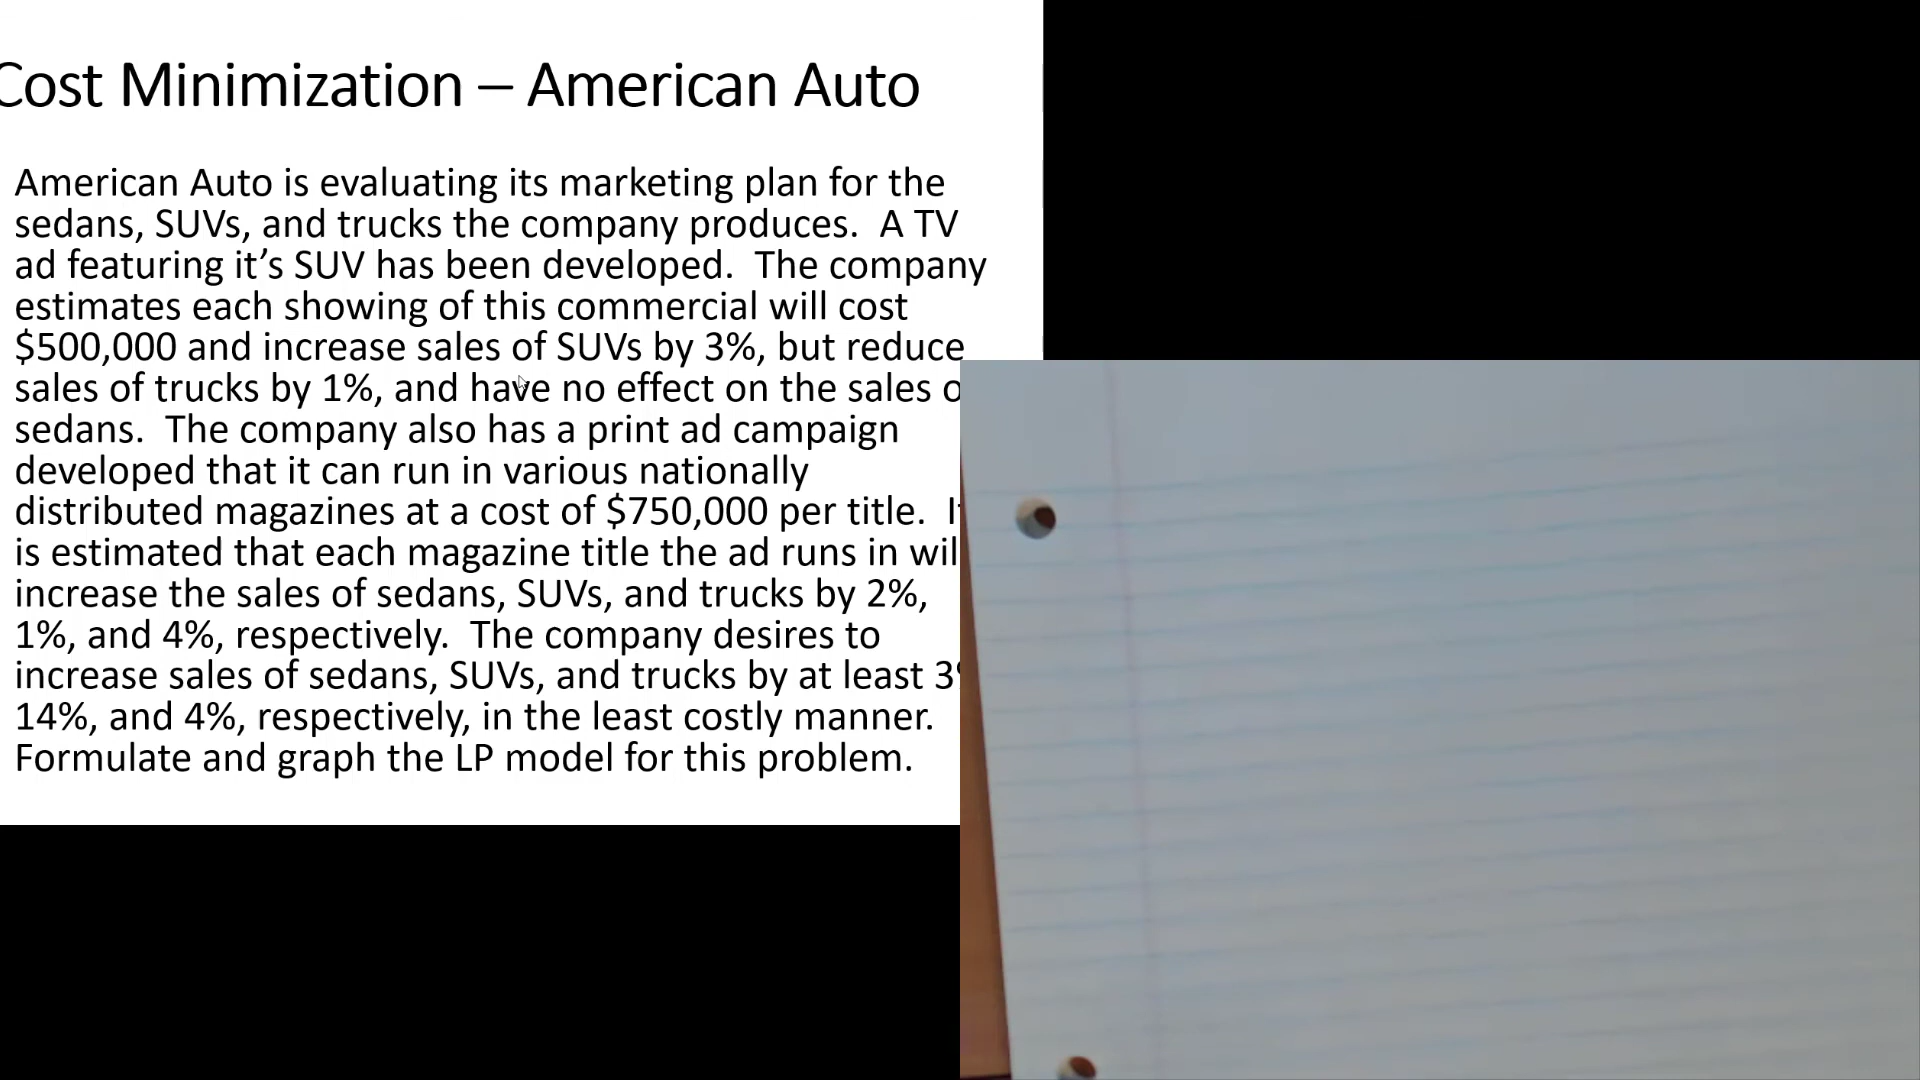 Cost Minimization – American Auto
American Auto is evaluating its marketing plan for the
sedans, SUVs, and trucks the company produces. A TV
ad featuring it’s SUV has been developed. The company
estimates each showing of this commercial will cost
$500,000 and increase sales of SUVs by 3%, but reduce
sales of trucks by 1%, and have no effect on the sales
sedans. The company also has a print ad campaign
developed that it can run in various nationally
distributed magazines at a cost of $750,000 per title.
is estimated that each magazine title the ad runs in
increase the sales of sedans, SUVs, and trucks by 2%,
1%, and 4%, respectively. The company desires to
increase sales of sedans, SUVs, and trucks by at least
14%, and 4%, respectively, in the least costly manner.
Formulate and graph the LP model for this problem.